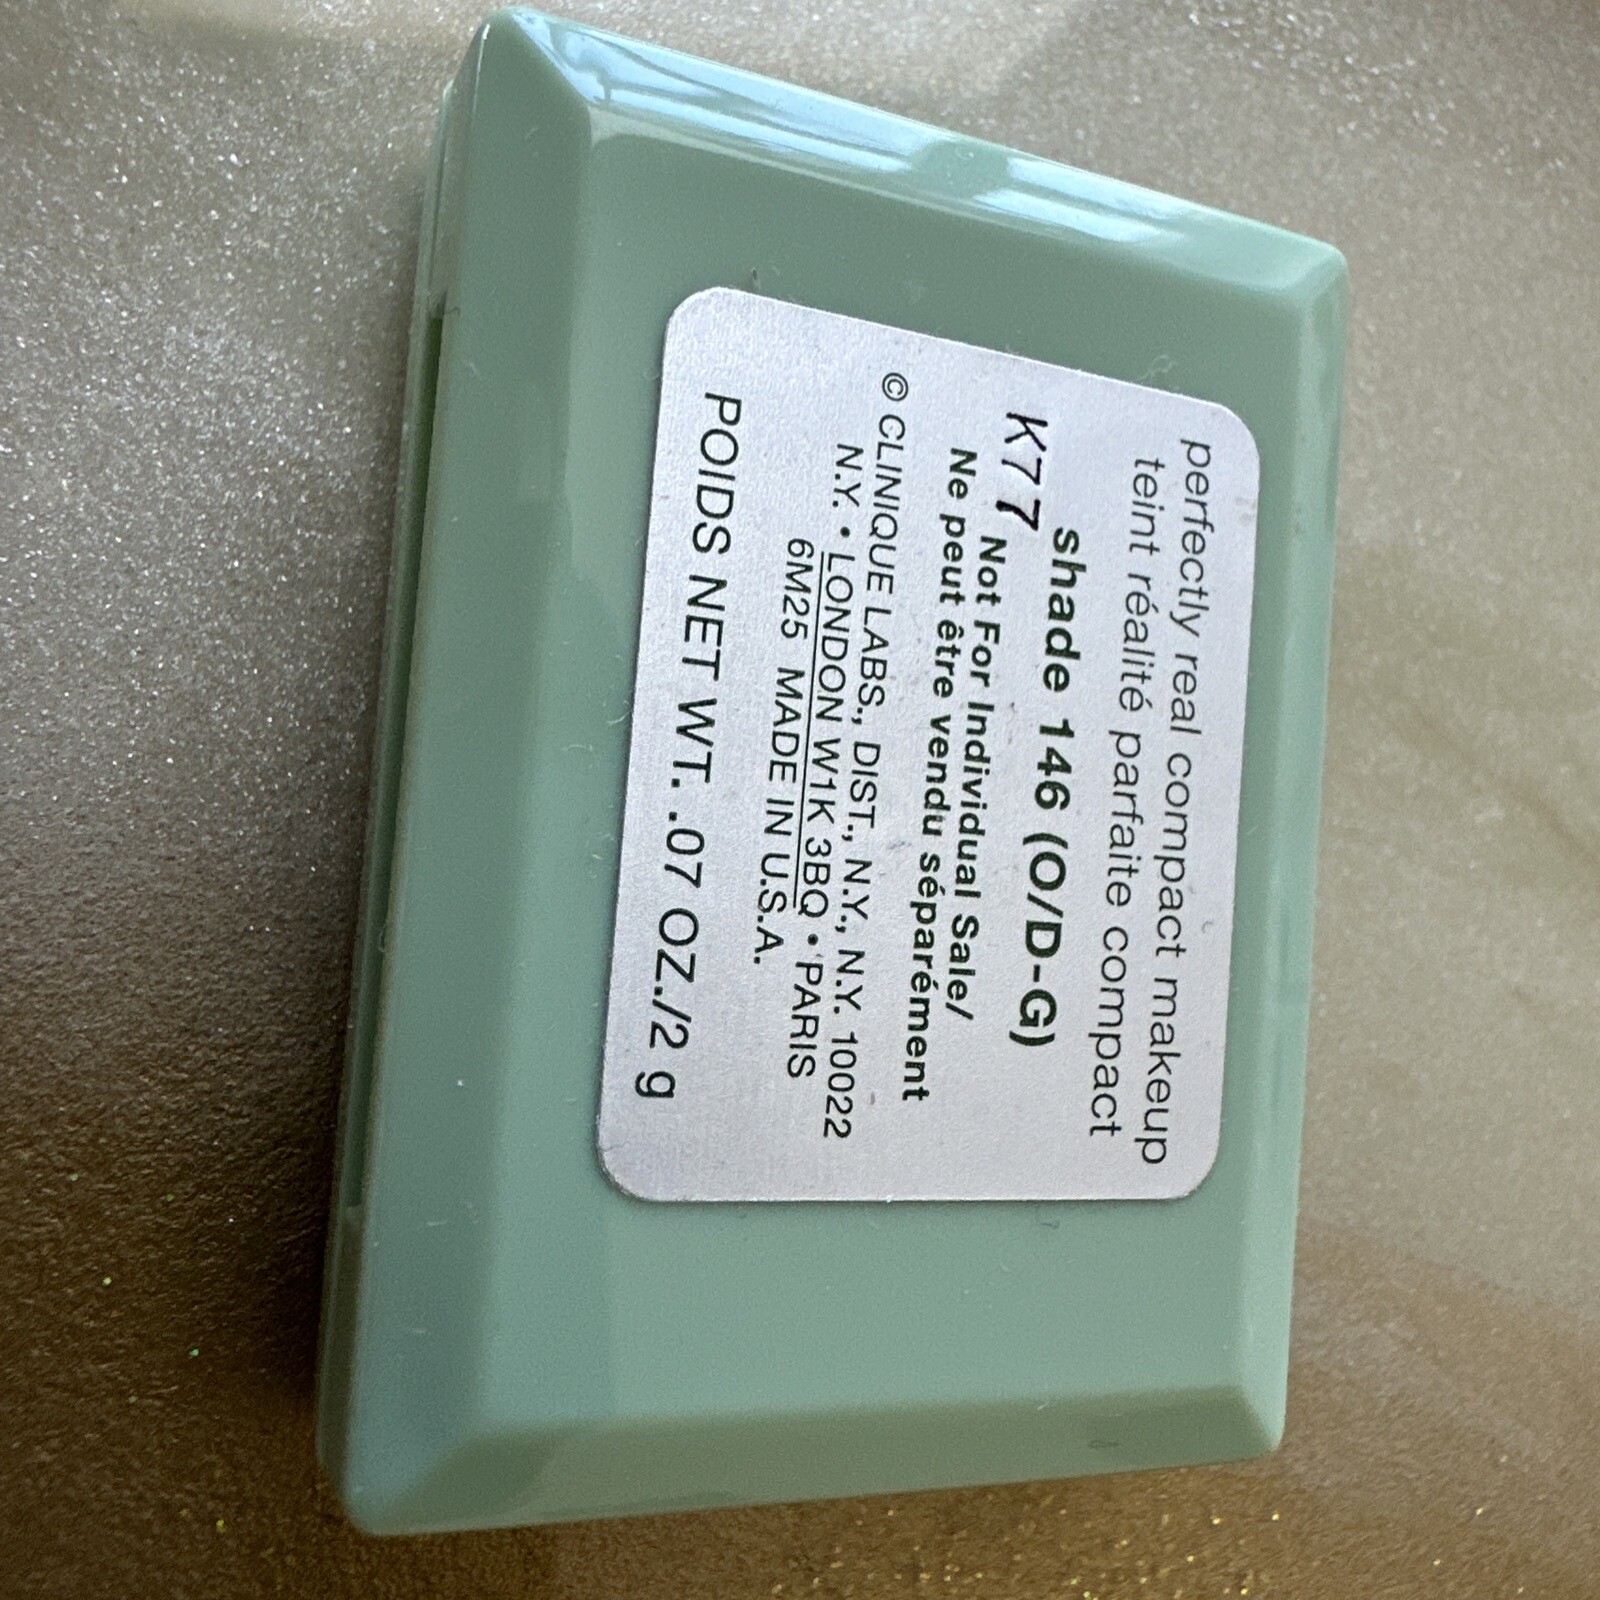 perfectly real compact makeup
teint réalité parfaite compact
shade 146 (O/D-G)
K77
Not For Individual Sale/
Ne peut être vendu séparément
© CLINIQUE LABS., DIST., N.Y., N.Y. 10022
N.Y. • LONDON W1K 3BQ • PARIS
6M25 MADE IN U.S.A.
POIDS NET WT. .07 OZ./2 g